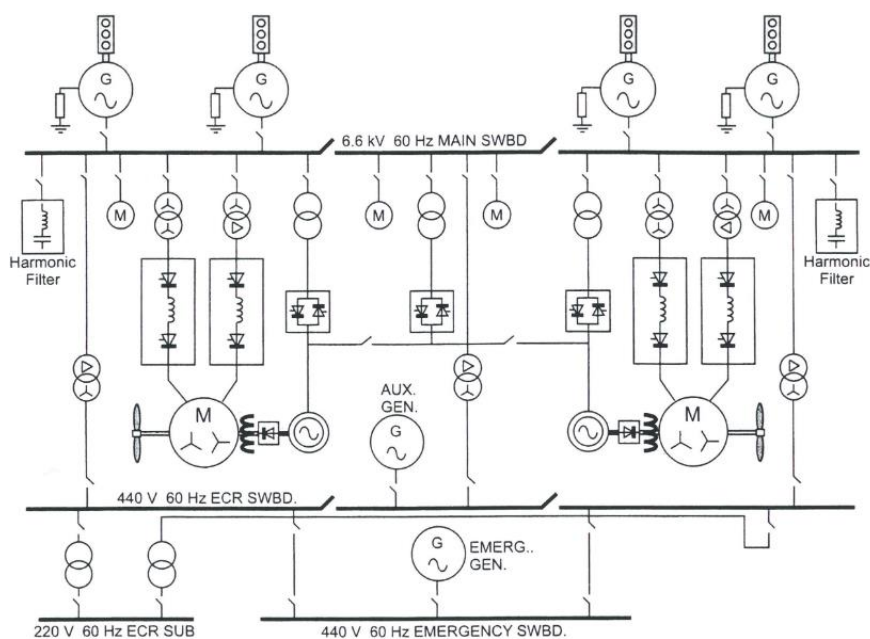 G
G
G
G
6.6 kV 60 Hz MAIN SWBD
M
M
M
M
Harmonic
Filter
Harmonic
Filter
AUX.
GEN.
M
G
M
440 V 60 Hz ECR SWBD.
G
EMERG..
GEN.
220 V 60 Hz ECR SUB
440 V 60 Hz EMERGENCY SWBD.